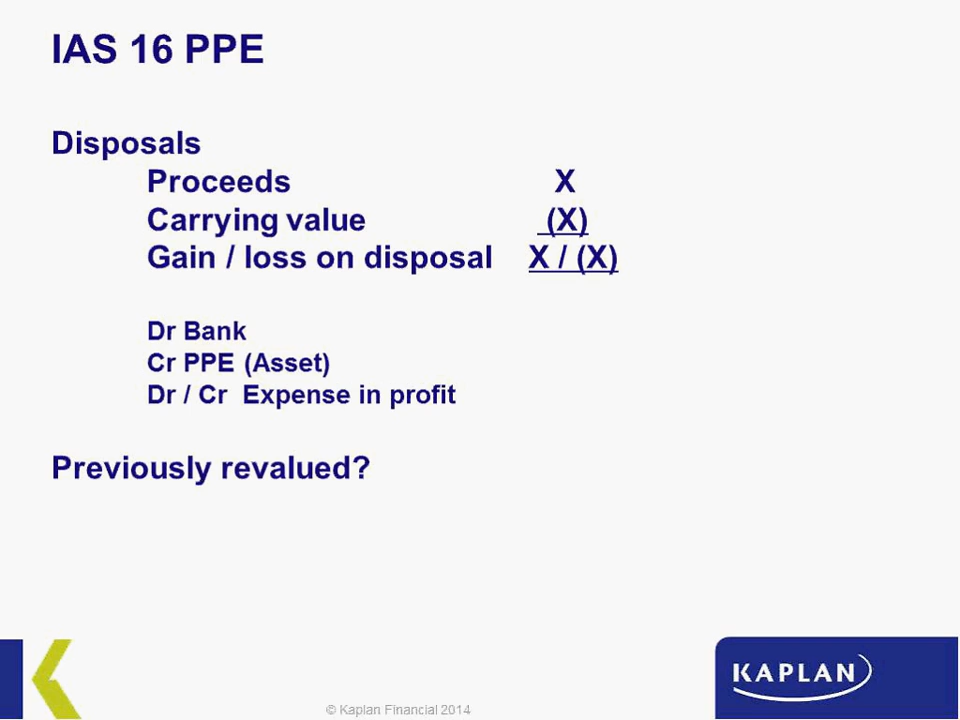 IAS 16 PPE
Disposals
Proceeds X
Carrying value (X)
Gain / loss on disposal X / (X)
Dr Bank
Cr PPE (Asset)
Dr / Cr Expense in profit
Previously revalued?
© Kaplan Financial 2014
KAPLAN